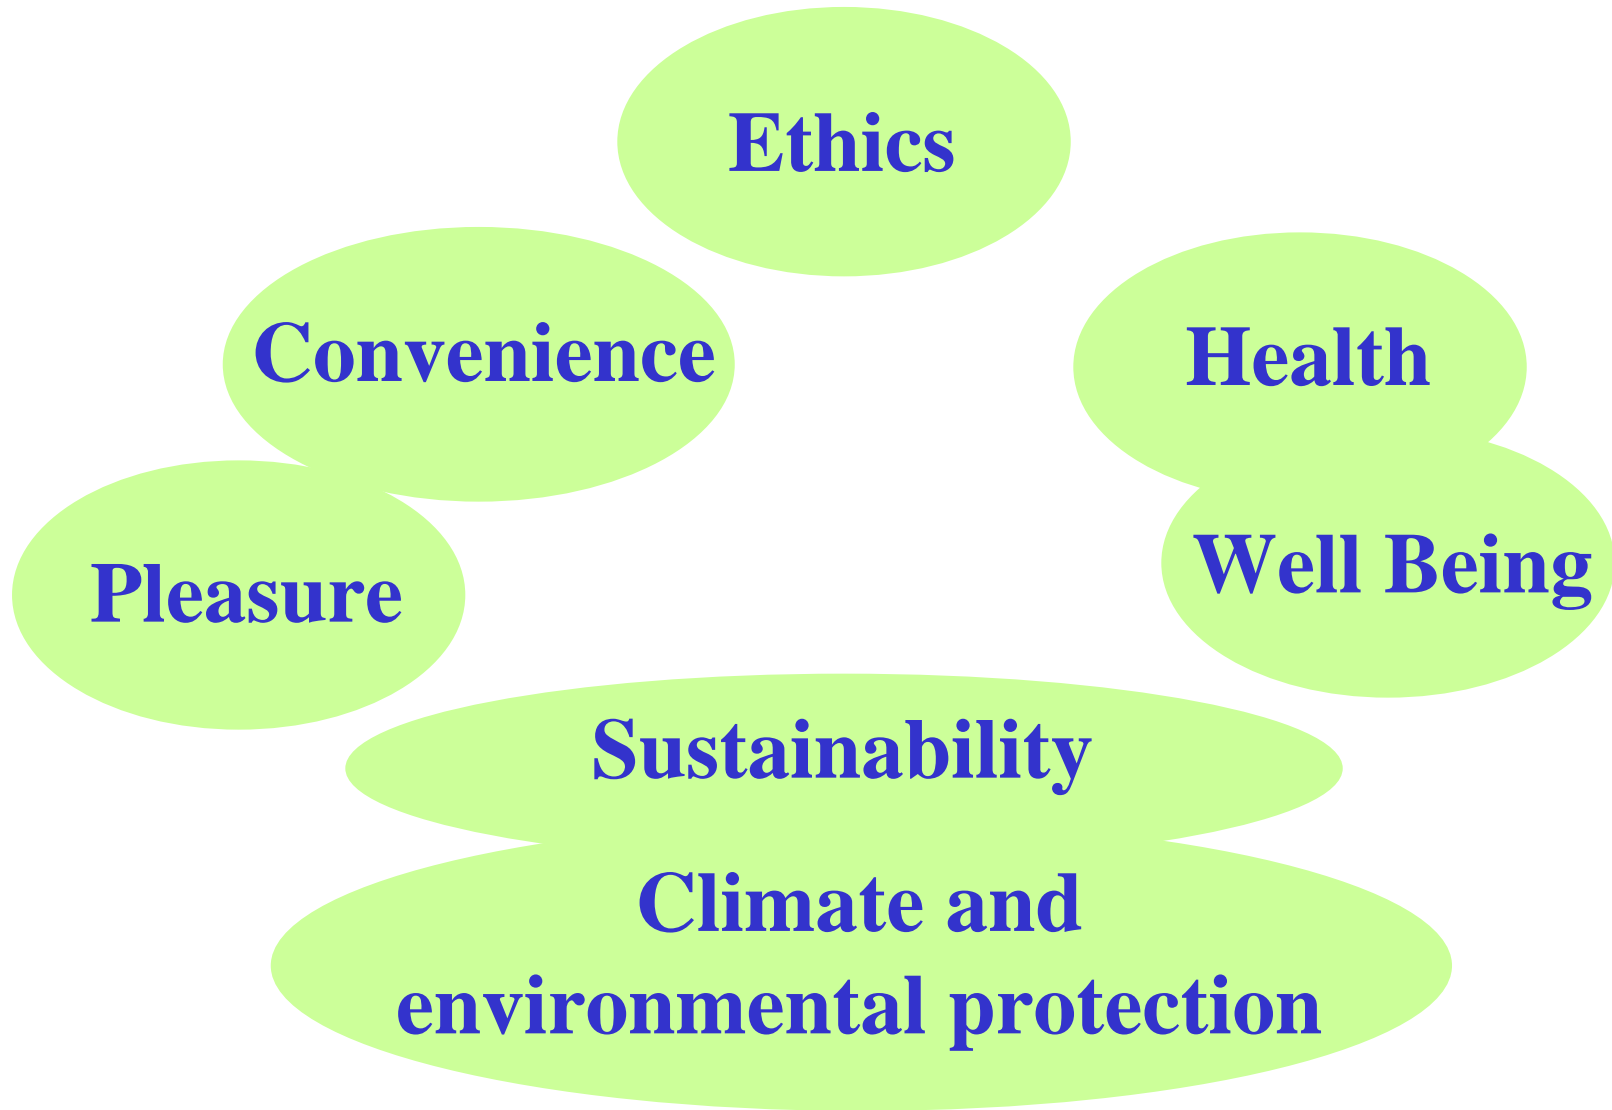 Ethics
Convenience
Health
Well Being
Pleasure
Sustainability
Climate and
environmental protection